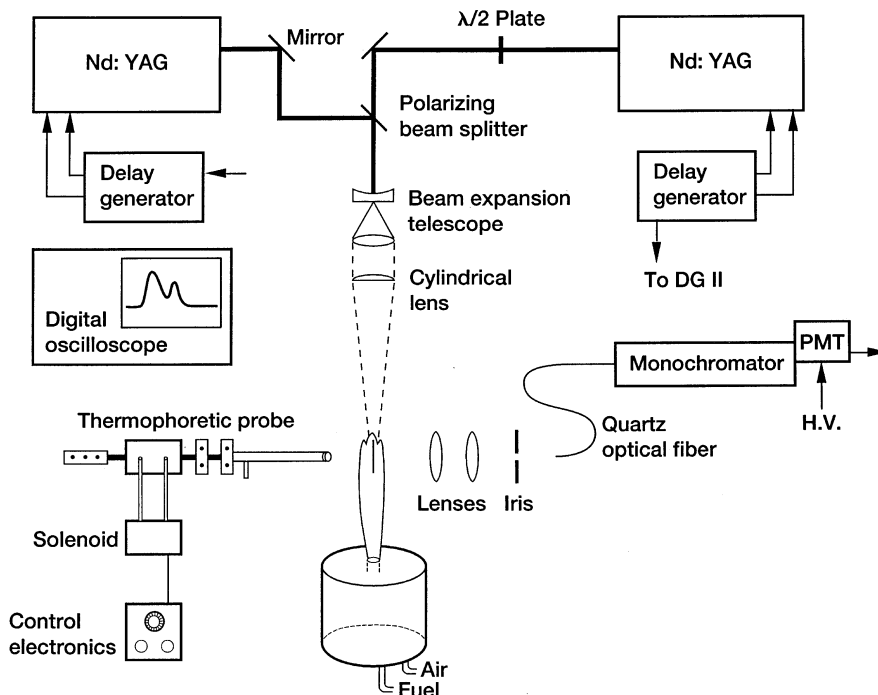 λ/2 Plate
Nd: YAG
Mirror
Nd: YAG
Polarizing
beam splitter
Delay
generator
Delay
generator
Beam expansion
telescope
To DG II
Cylindrical
lens
Digital
oscilloscope
Monochromator
PMT
H.V.
Quartz
optical fiber
Thermophoretic probe
Lenses
Iris
Solenoid
Control
electronics
Air
Fuel